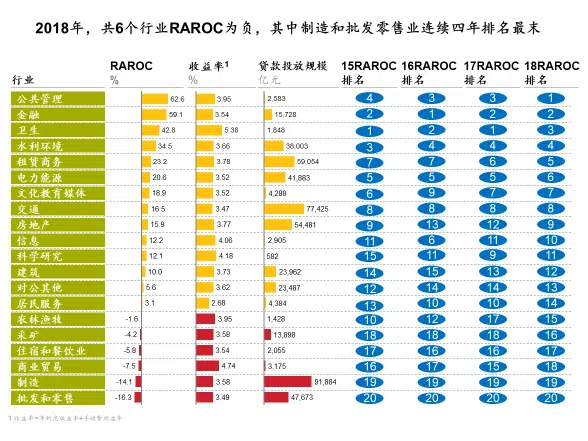 2018年，共6个行业RAROC为负，其中制造和批发零售业连续四年排名最末
行业 RAROC % 收益率1 % 贷款投放规模 亿元 15RAROC 排名 16RAROC 排名 17RAROC 排名 18RAROC 排名
公共管理 62.6 3.95 2,583 4 3 3 1
金融 59.1 3.54 15,728 2 1 2 2
卫生 42.8 5.38 1,848 1 2 1 3
水利环境 34.5 3.66 38,003 3 4 4 4
租赁商务 23.2 3.78 59,054 7 7 6 5
电力能源 20.6 3.52 41,883 5 5 5 6
文化教育媒体 18.9 3.52 4,289 6 9 7 7
交通 16.5 3.47 77,425 8 8 8 8
房地产 15.9 3.77 54,481 9 13 12 9
信息 12.2 4.06 2,905 11 6 11 10
科学研究 12.1 4.18 582 15 11 9 11
建筑 10.0 3.73 23,962 14 15 13 12
对公其他 5.6 3.62 23,487 12 14 14 13
居民服务 3.1 2.68 4,384 13 10 10 14
农林渔牧 -1.6 3.95 1,428 10 12 17 15
采矿 -4.2 3.58 13,898 18 18 18 16
住宿和餐饮业 -5.8 3.54 2,055 17 16 16 17
商业贸易 -7.5 4.74 3,175 16 17 15 18
制造 -14.1 3.58 91,884 19 19 19 19
批发和零售 -16.3 3.49 47,673 20 20 20 20
1 收益率=净利息收益率+手续费收益率